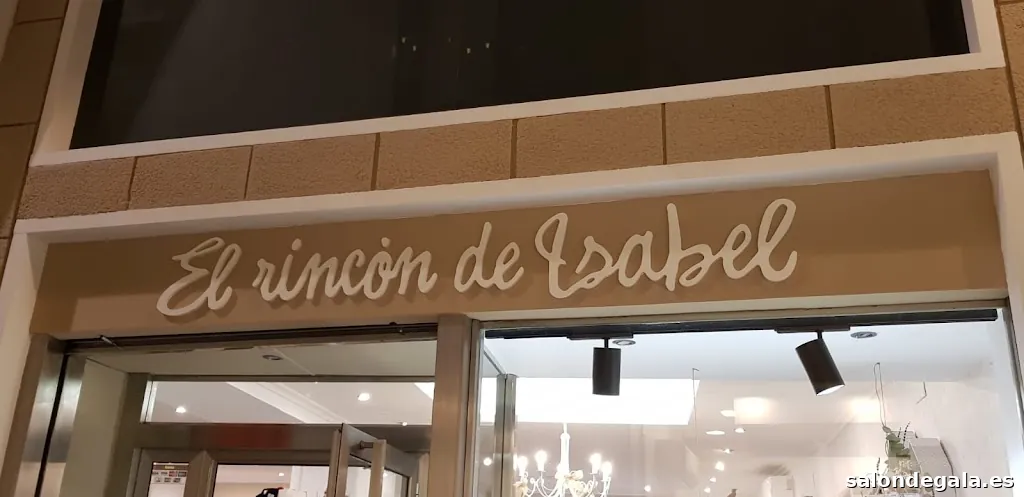 El rincón de Isabel
salondegala.es